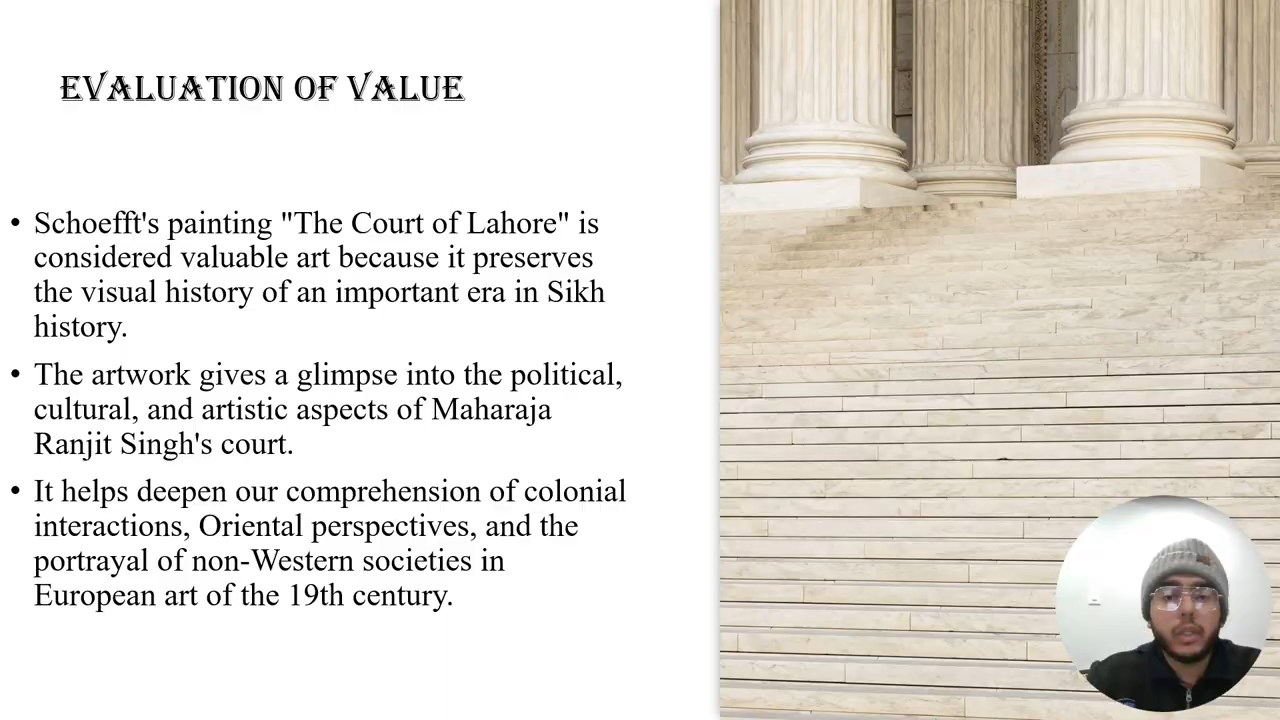 EVALUATION OF VALUE
• Schoefft's painting "The Court of Lahore" is
considered valuable art because it preserves
the visual history of an important era in Sikh
history.
• The artwork gives a glimpse into the political,
cultural, and artistic aspects of Maharaja
Ranjit Singh's court.
• It helps deepen our comprehension of colonial
interactions, Oriental perspectives, and the
portrayal of non-Western societies in
European art of the 19th century.